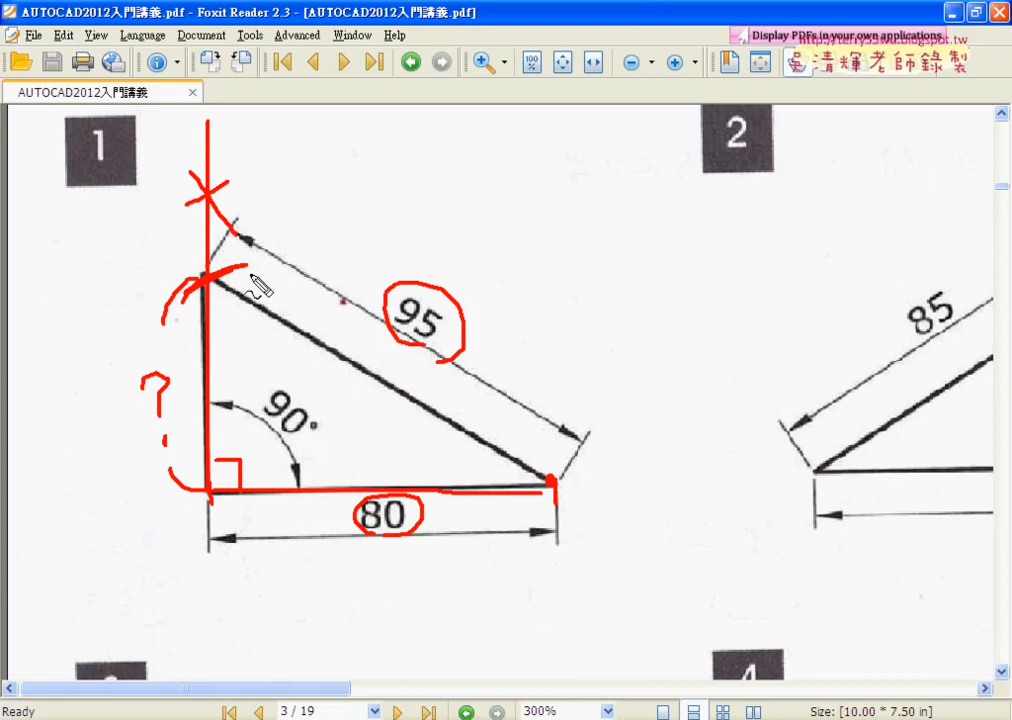 AUTOCAD2012入門講義.pdf - Foxit Reader 2.3 - [AUTOCAD2012入門講義.pdf]
File Edit View Language Document Tools Advanced Window Help
Display PDFs in your own applications
吳清輝老師錄製
AUTOCAD2012入門講義
1
2
95
85
?
90°
80
4
Ready
3 / 19
300%
Size: [10.00 * 7.50 in]